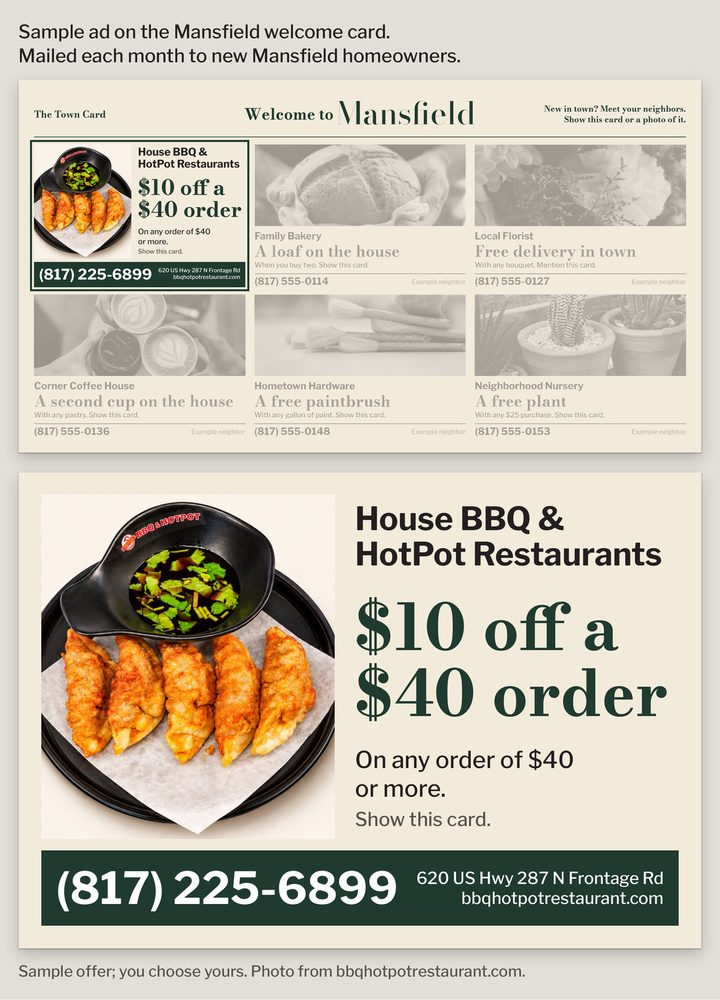 Sample ad on the Mansfield welcome card.
Mailed each month to new Mansfield homeowners.
The Town Card
Welcome to Mansfield
New in town? Meet your neighbors.
Show this card or a photo of it.
BBQ & HOTPOT
House BBQ &
HotPot Restaurants
$10 off a
$40 order
On any order of $40
or more.
Show this card.
(817) 225-6899
620 US Hwy 287 N Frontage Rd
bbqhotpotrestaurant.com
Family Bakery
A loaf on the house
When you buy two. Show this card.
(817) 555-0114
Example neighbor
Local Florist
Free delivery in town
With any bouquet. Mention this card.
(817) 555-0127
Example neighbor
Corner Coffee House
A second cup on the house
With any pastry. Show this card.
(817) 555-0136
Example neighbor
Hometown Hardware
A free paintbrush
With any gallon of paint. Show this card.
(817) 555-0148
Example neighbor
Neighborhood Nursery
A free plant
With any $25 purchase. Show this card.
(817) 555-0153
Example neighbor
BBQ & HOTPOT
House BBQ &
HotPot Restaurants
$10 off a
$40 order
On any order of $40
or more.
Show this card.
(817) 225-6899
620 US Hwy 287 N Frontage Rd
bbqhotpotrestaurant.com
Sample offer; you choose yours. Photo from bbqhotpotrestaurant.com.